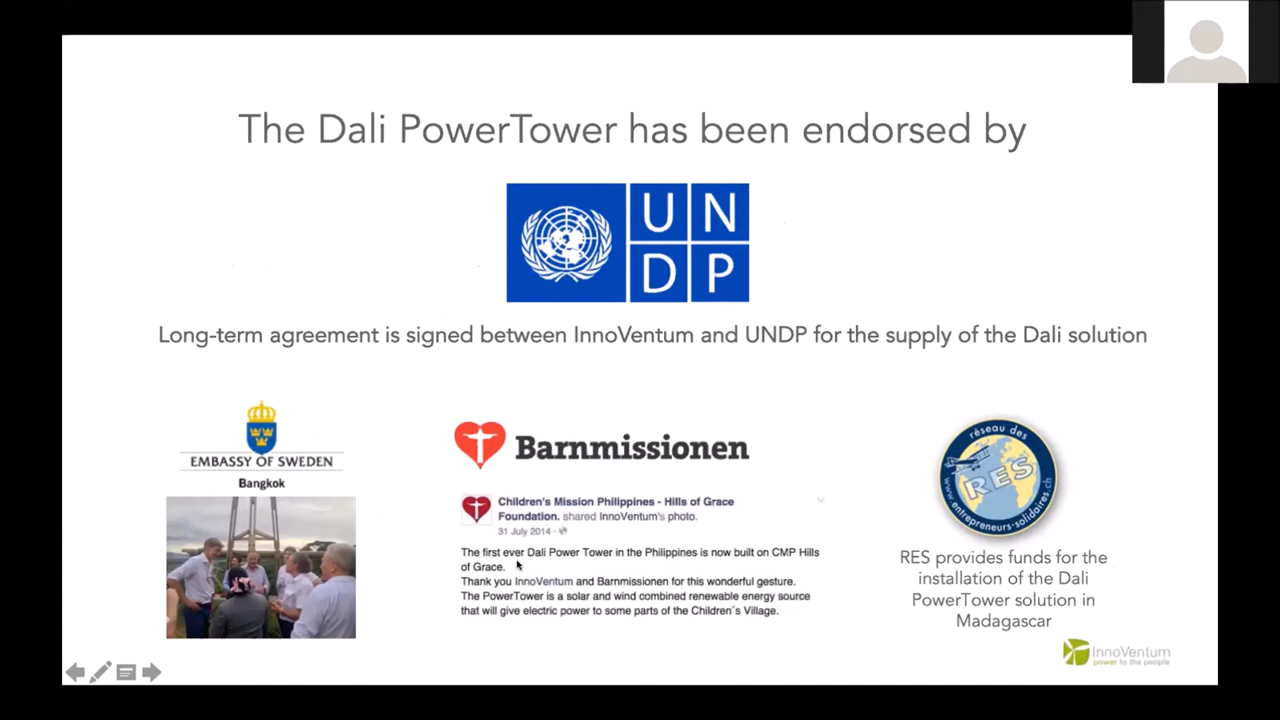 The Dali PowerTower has been endorsed by
UN
DP
Long-term agreement is signed between InnoVentum and UNDP for the supply of the Dali solution
EMBASSY OF SWEDEN
Bangkok
Barnmissionen
Children's Mission Philippines - Hills of Grace
Foundation. shared InnoVentum's photo.
31 July 2014 ·
The first ever Dali Power Tower in the Philippines is now built on CMP Hills
of Grace.
Thank you InnoVentum and Barnmissionen for this wonderful gesture.
The PowerTower is a solar and wind combined renewable energy source
that will give electric power to some parts of the Children´s Village.
réseau des
RES
www.entrepreneurs-solidaires.ch
RES provides funds for the
installation of the Dali
PowerTower solution in
Madagascar
InnoVentum
power to the people